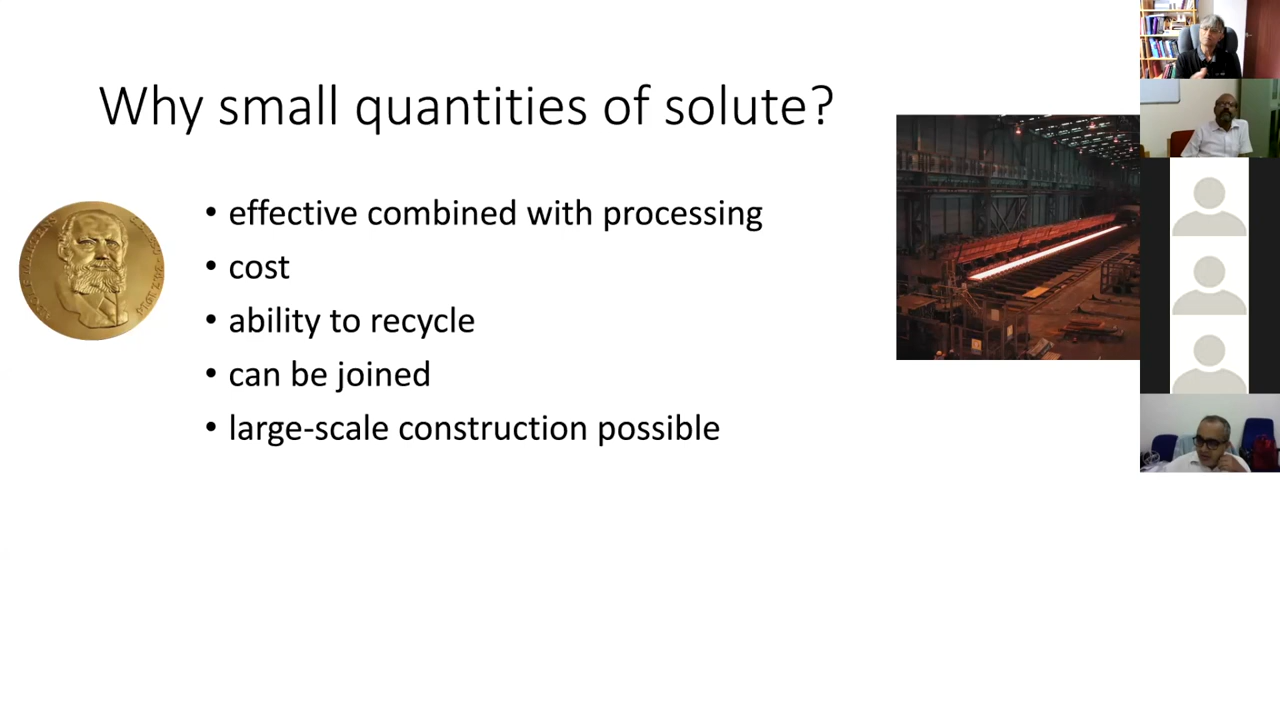 Why small quantities of solute?
• effective combined with processing
• cost
• ability to recycle
• can be joined
• large-scale construction possible